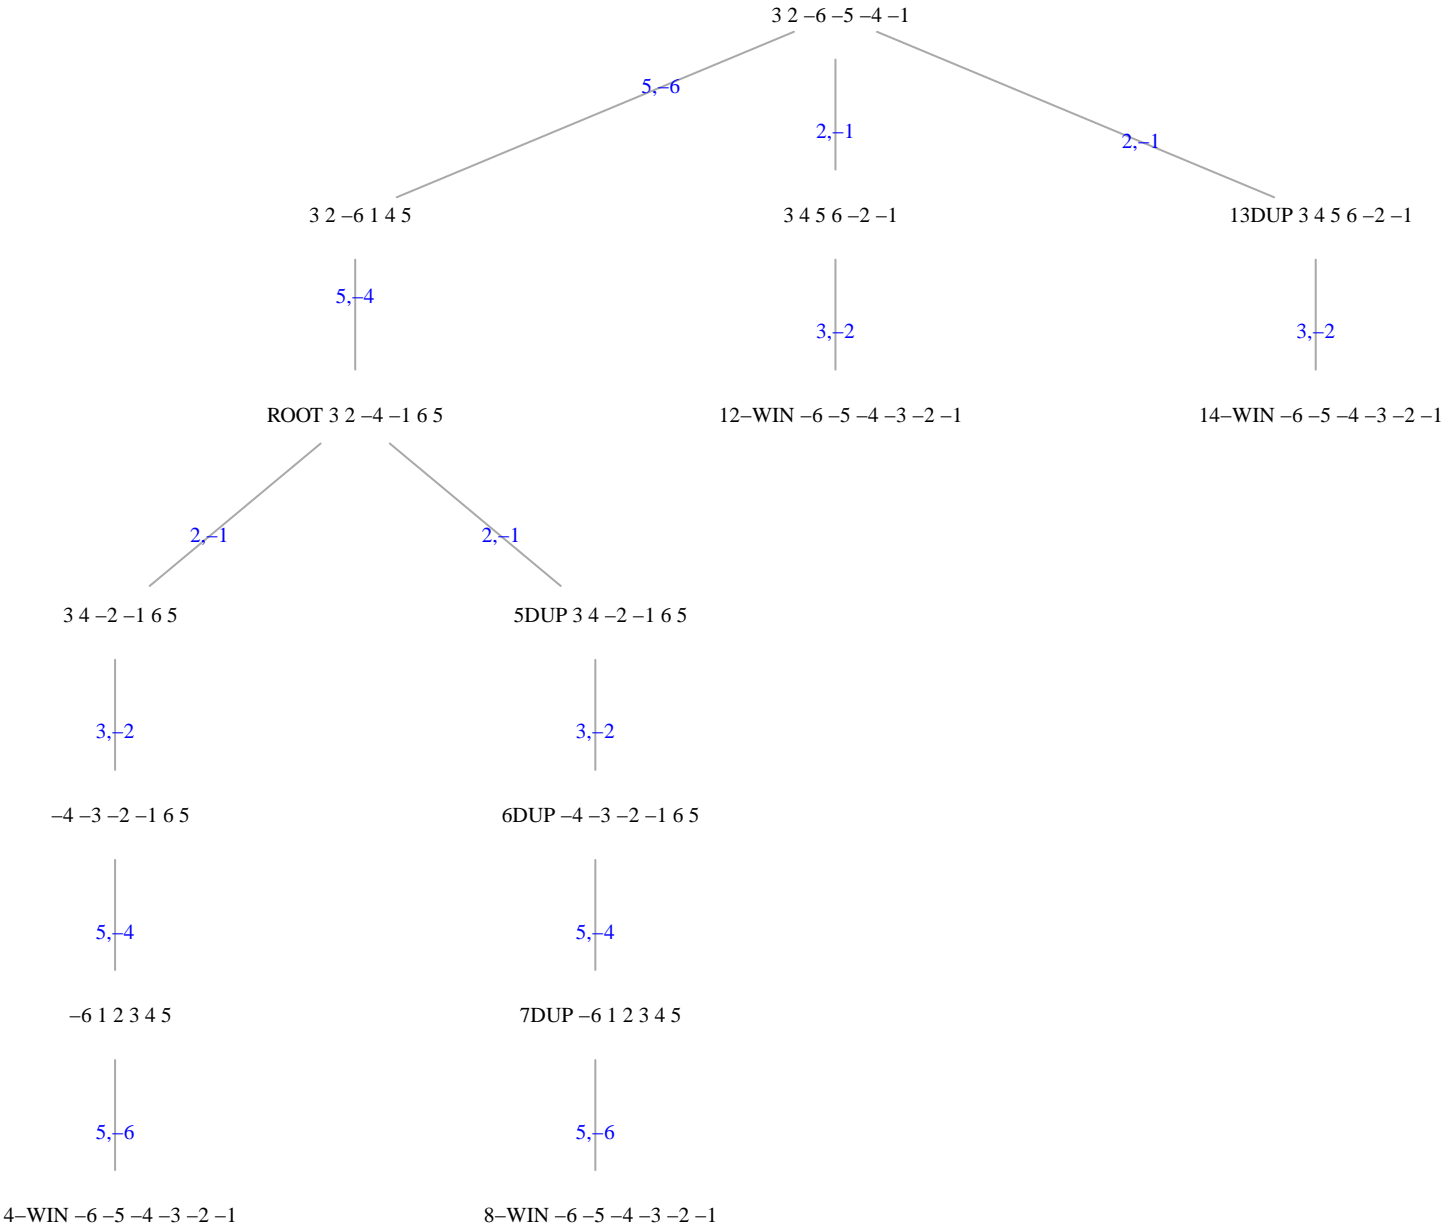 3 2 –6 –5 –4 –1
5,–6
2,–1
2,–1
3 2 –6 1 4 5
3 4 5 6 –2 –1
13DUP 3 4 5 6 –2 –1
5,–4
3,–2
3,–2
ROOT 3 2 –4 –1 6 5
12–WIN –6 –5 –4 –3 –2 –1
14–WIN –6 –5 –4 –3 –2 –1
2,–1
2,–1
3 4 –2 –1 6 5
5DUP 3 4 –2 –1 6 5
3,–2
3,–2
–4 –3 –2 –1 6 5
6DUP –4 –3 –2 –1 6 5
5,–4
5,–4
–6 1 2 3 4 5
7DUP –6 1 2 3 4 5
5,–6
5,–6
4–WIN –6 –5 –4 –3 –2 –1
8–WIN –6 –5 –4 –3 –2 –1